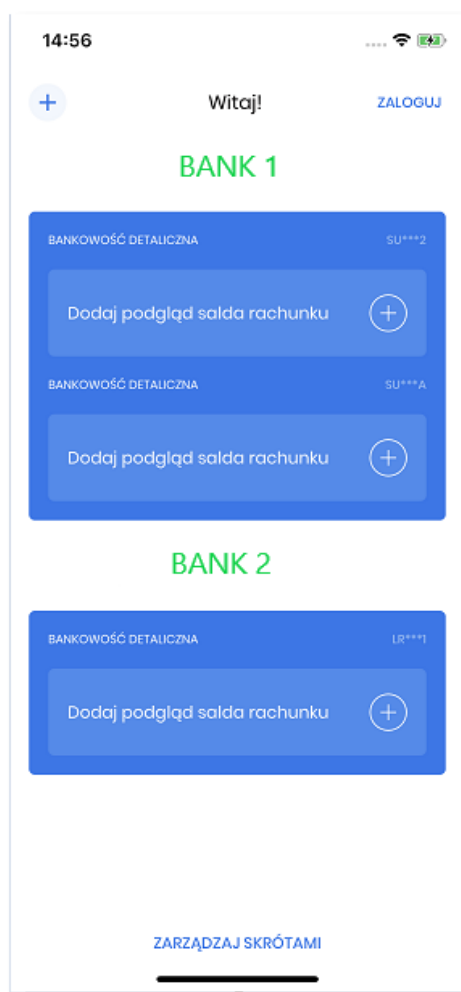 14:56
+ Witaj! ZALOGUJ
BANK 1
BANKOWOŚĆ DETALICZNA SU***2
Dodaj podgląd salda rachunku +
BANKOWOŚĆ DETALICZNA SU***A
Dodaj podgląd salda rachunku +
BANK 2
BANKOWOŚĆ DETALICZNA LR***1
Dodaj podgląd salda rachunku +
ZARZĄDZAJ SKRÓTAMI